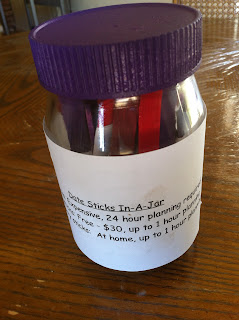 Date Sticks In-A-Jar
Expensive, 24 hour planning
Free - $30, up to 1 hour
At home, up to 1 hour